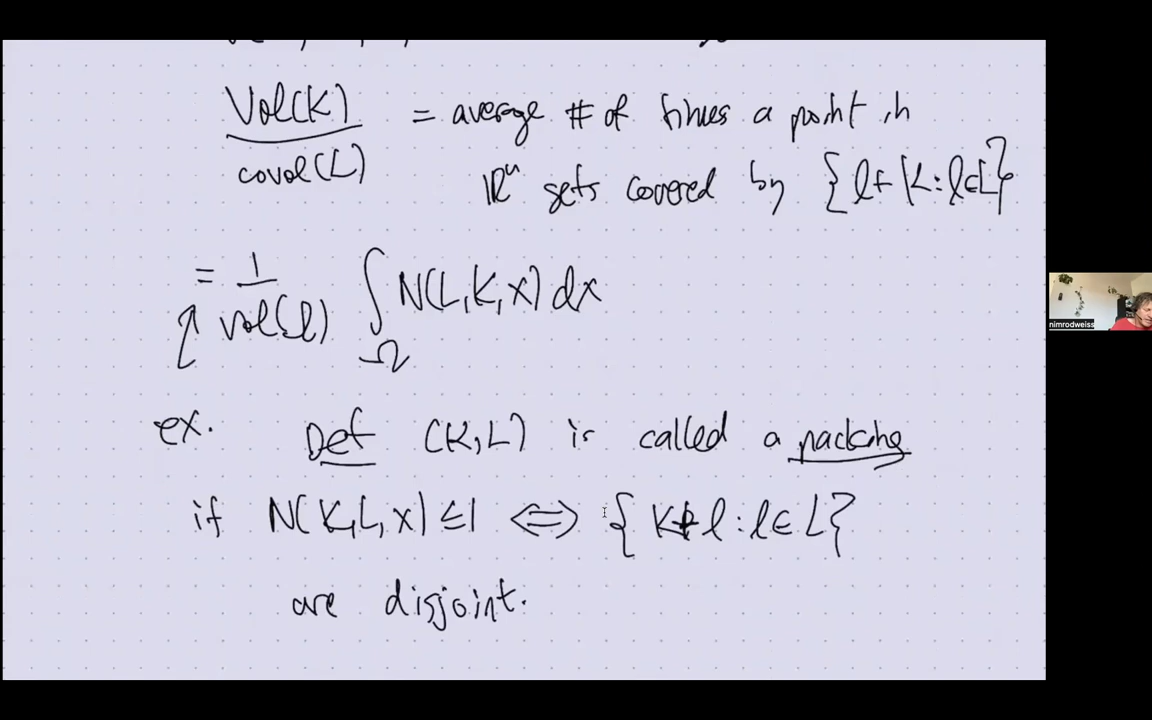 Vol(K) / covol(L) = average # of times a point in
ℝⁿ gets covered by {l+K : l∈L}
= 1/vol(Ω) ∫_Ω N(L,K,x) dx
ex. Def (K,L) is called a packing
if N(K,L,x) ≤ 1 ⇔ {K+l : l∈L}
are disjoint.
nimrodweiss